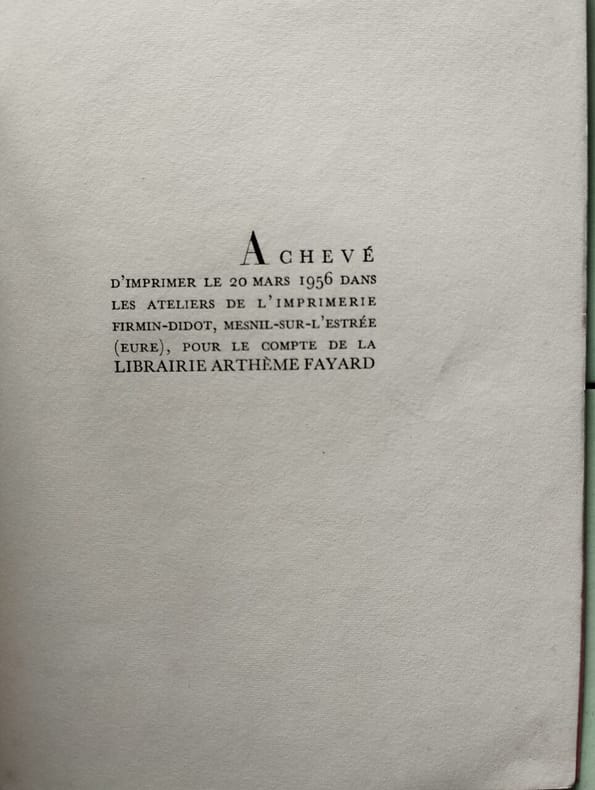 ACHEVÉ
D'IMPRIMER LE 20 MARS 1956 DANS
LES ATELIERS DE L'IMPRIMERIE
FIRMIN-DIDOT, MESNIL-SUR-L'ESTRÉE
(EURE), POUR LE COMPTE DE LA
LIBRAIRIE ARTHÈME FAYARD